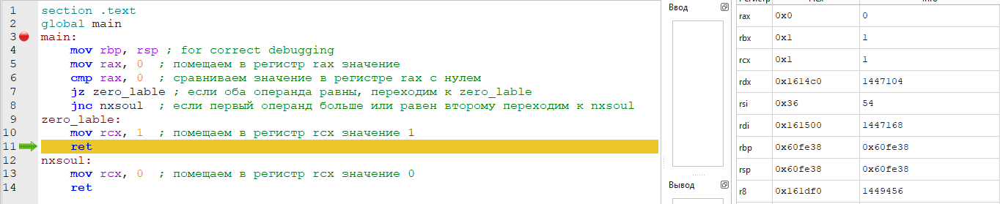 1 section .text
2 global main
3 main:
4 mov rbp, rsp ; for correct debugging
5 mov rax, 0 ; помещаем в регистр rax значение
6 cmp rax, 0 ; сравниваем значение в регистре rax с нулем
7 jz zero_lable ; если оба операнда равны, переходим к zero_lable
8 jnc nxsoul ; если первый операнд больше или равен второму переходим к nxsoul
9 zero_lable:
10 mov rcx, 1 ; помещаем в регистр rcx значение 1
11 ret
12 nxsoul:
13 mov rcx, 0 ; помещаем в регистр rcx значение 0
14 ret
Ввод
Вывод
rax 0x0 0
rbx 0x1 1
rcx 0x1 1
rdx 0x1614c0 1447104
rsi 0x36 54
rdi 0x161500 1447168
rbp 0x60fe38 0x60fe38
rsp 0x60fe38 0x60fe38
r8 0x161df0 1449456